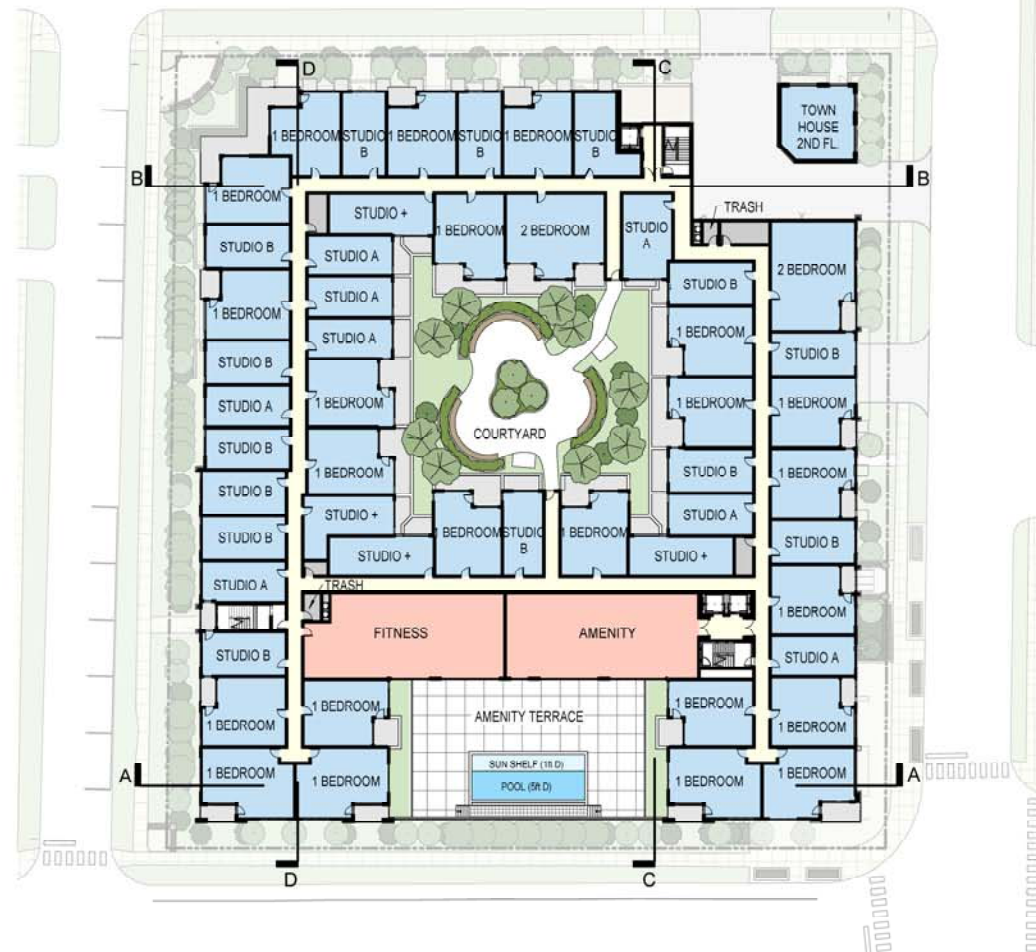 D
C
TOWN
HOUSE
2ND FL.
1 BEDROOM
STUDIO
B
1 BEDROOM
STUDIO
B
1 BEDROOM
STUDIO
B
B
B
1 BEDROOM
STUDIO +
1 BEDROOM
2 BEDROOM
STUDIO
A
TRASH
STUDIO B
STUDIO A
2 BEDROOM
STUDIO B
STUDIO A
1 BEDROOM
1 BEDROOM
STUDIO A
STUDIO B
STUDIO B
STUDIO A
1 BEDROOM
1 BEDROOM
1 BEDROOM
COURTYARD
STUDIO B
1 BEDROOM
STUDIO B
1 BEDROOM
STUDIO B
STUDIO +
STUDIO A
STUDIO B
1 BEDROOM
STUDIO
B
1 BEDROOM
STUDIO B
STUDIO +
STUDIO +
STUDIO A
TRASH
1 BEDROOM
FITNESS
AMENITY
STUDIO B
STUDIO A
1 BEDROOM
1 BEDROOM
AMENITY TERRACE
1 BEDROOM
1 BEDROOM
SUN SHELF (1ft D)
POOL (5ft D)
A
1 BEDROOM
1 BEDROOM
1 BEDROOM
1 BEDROOM
A
D
C